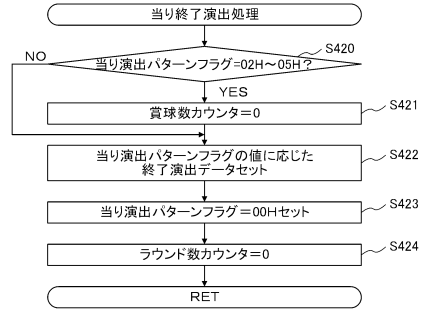 当り終了演出処理
S420
当り演出パターンフラグ=02H～05H？
NO
YES
賞球数カウンタ=0
S421
当り演出パターンフラグの値に応じた
終了演出データセット
S422
当り演出パターンフラグ=00Hセット
S423
ラウンド数カウンタ=0
S424
RET